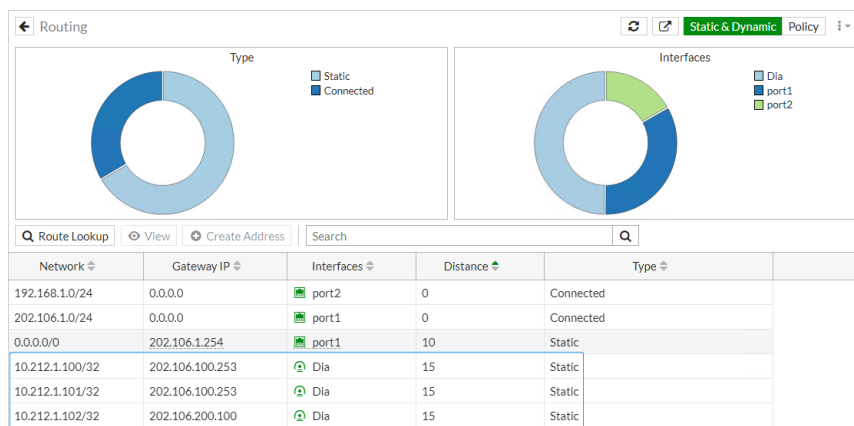 Routing
Static & Dynamic Policy
Type
Static
Connected
Interfaces
Dia
port1
port2
Route Lookup View Create Address Search
Network Gateway IP Interfaces Distance Type
192.168.1.0/24 0.0.0.0 port2 0 Connected
202.106.1.0/24 0.0.0.0 port1 0 Connected
0.0.0.0/0 202.106.1.254 port1 10 Static
10.212.1.100/32 202.106.100.253 Dia 15 Static
10.212.1.101/32 202.106.100.253 Dia 15 Static
10.212.1.102/32 202.106.200.100 Dia 15 Static